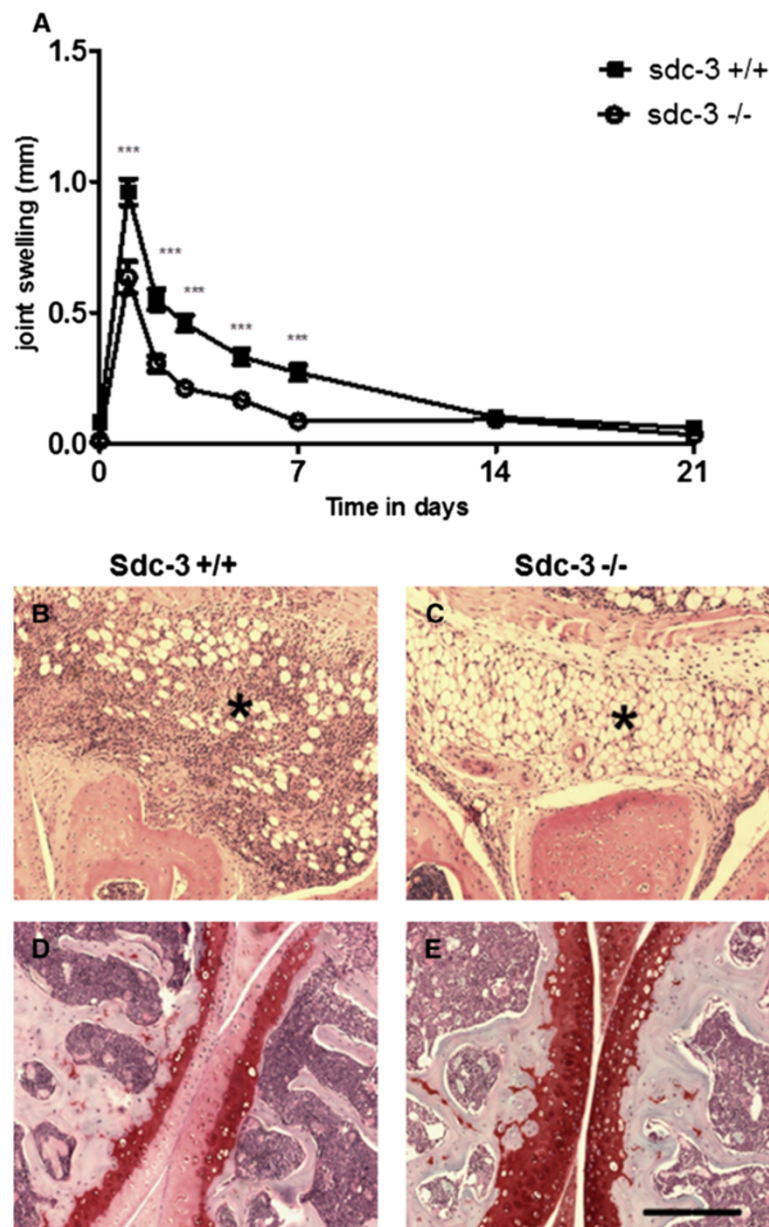 A
1.5
1.0
0.5
0.0
joint swelling (mm)
sdc-3 +/+
sdc-3 -/-
***
***
***
***
***
0 7 14 21
Time in days
Sdc-3 +/+ Sdc-3 -/-
B C
* *
D E